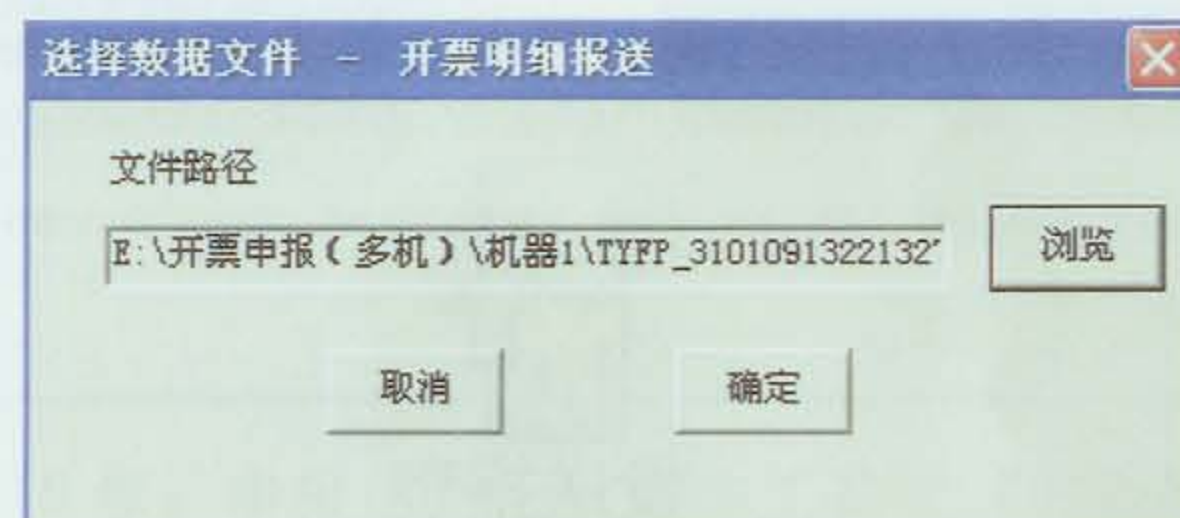 选择数据文件 - 开票明细报送
文件路径
E:\开票申报(多机)\机器1\TYFP_3101091322132
浏览
取消
确定